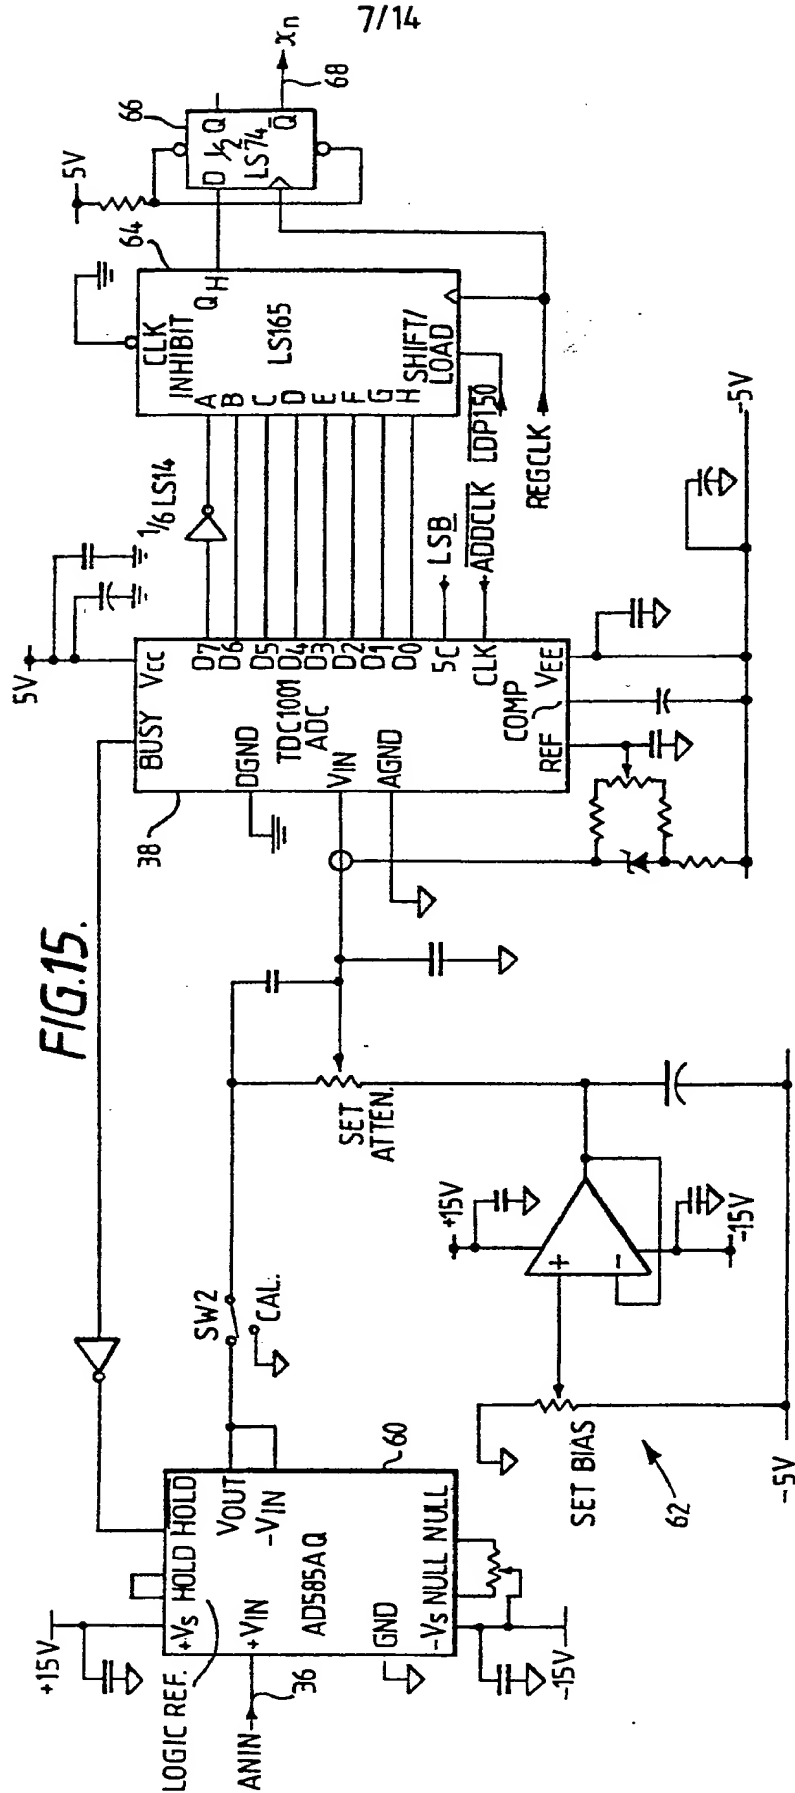 7/14
FIG.15.
+15V
LOGIC REF.
+VS
HOLD
HOLD
VOUT
-VIN
+VIN
ANIN
36
AD585AQ
60
GND
-VS
NULL
NULL
-15V
SW2
CAL.
SET
ATTEN.
SET BIAS
62
+
-
+15V
-15V
-5V
38
BUSY
VCC
5V
DGND
TDC1001
ADC
VIN
AGND
D7
D6
D5
D4
D3
D2
D1
D0
5C
CLK
COMP
REF
VEE
LSB
ADDCLK
LDP150
REGCLK
-5V
1/6 LS14
64
CLK
INHIBIT
QH
LS165
A
B
C
D
E
F
G
H
SHIFT/
LOAD
5V
66
D
1/2
LS74
Q
Q̅
68
xn